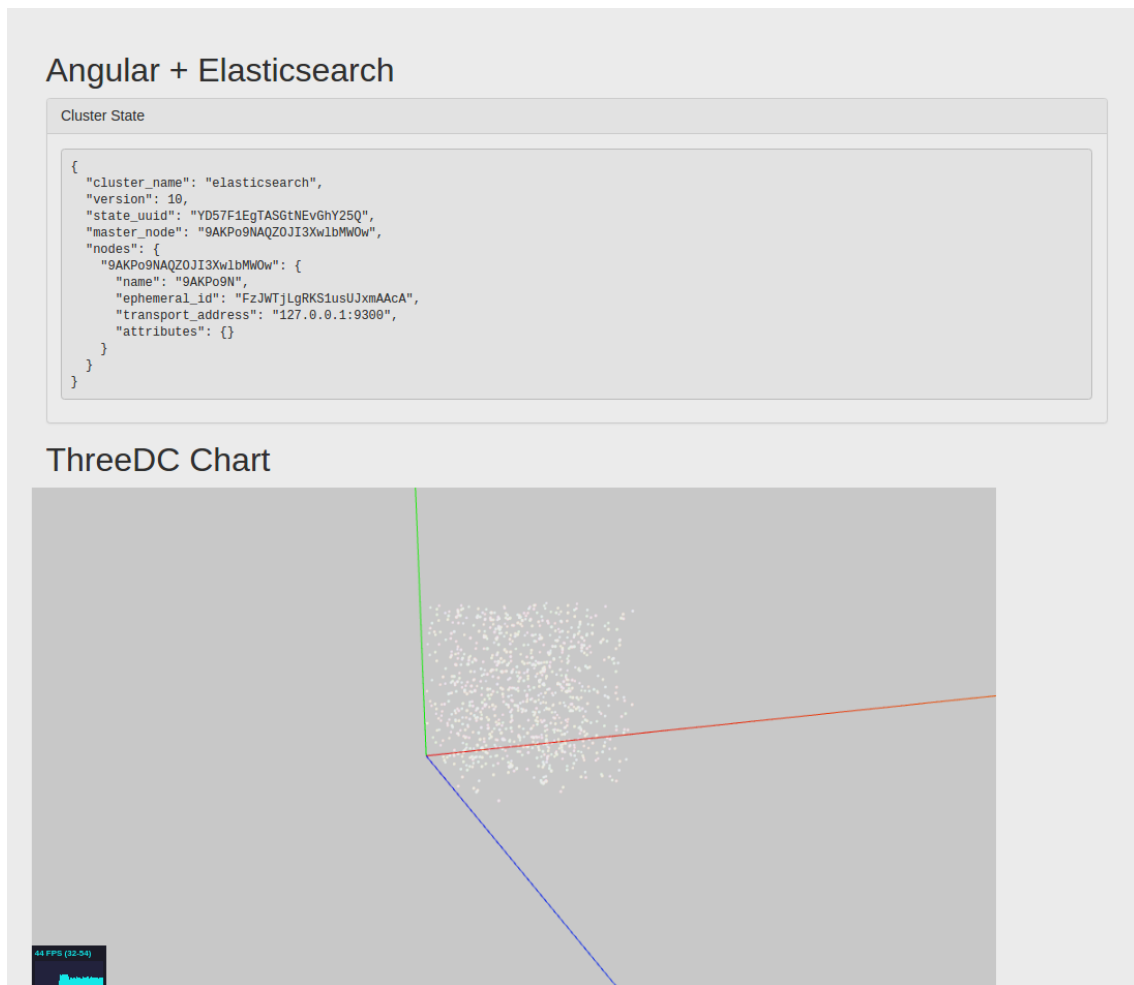 Angular + Elasticsearch
Cluster State
{
  "cluster_name": "elasticsearch",
  "version": 10,
  "state_uuid": "YD57F1EgTASGtNEvGhY25Q",
  "master_node": "9AKPo9NAQZOJI3XwlbMWOw",
  "nodes": {
    "9AKPo9NAQZOJI3XwlbMWOw": {
      "name": "9AKPo9N",
      "ephemeral_id": "FzJWTjLgRKS1usUJxmAAcA",
      "transport_address": "127.0.0.1:9300",
      "attributes": {}
    }
  }
}
ThreeDC Chart
44 FPS (32-54)